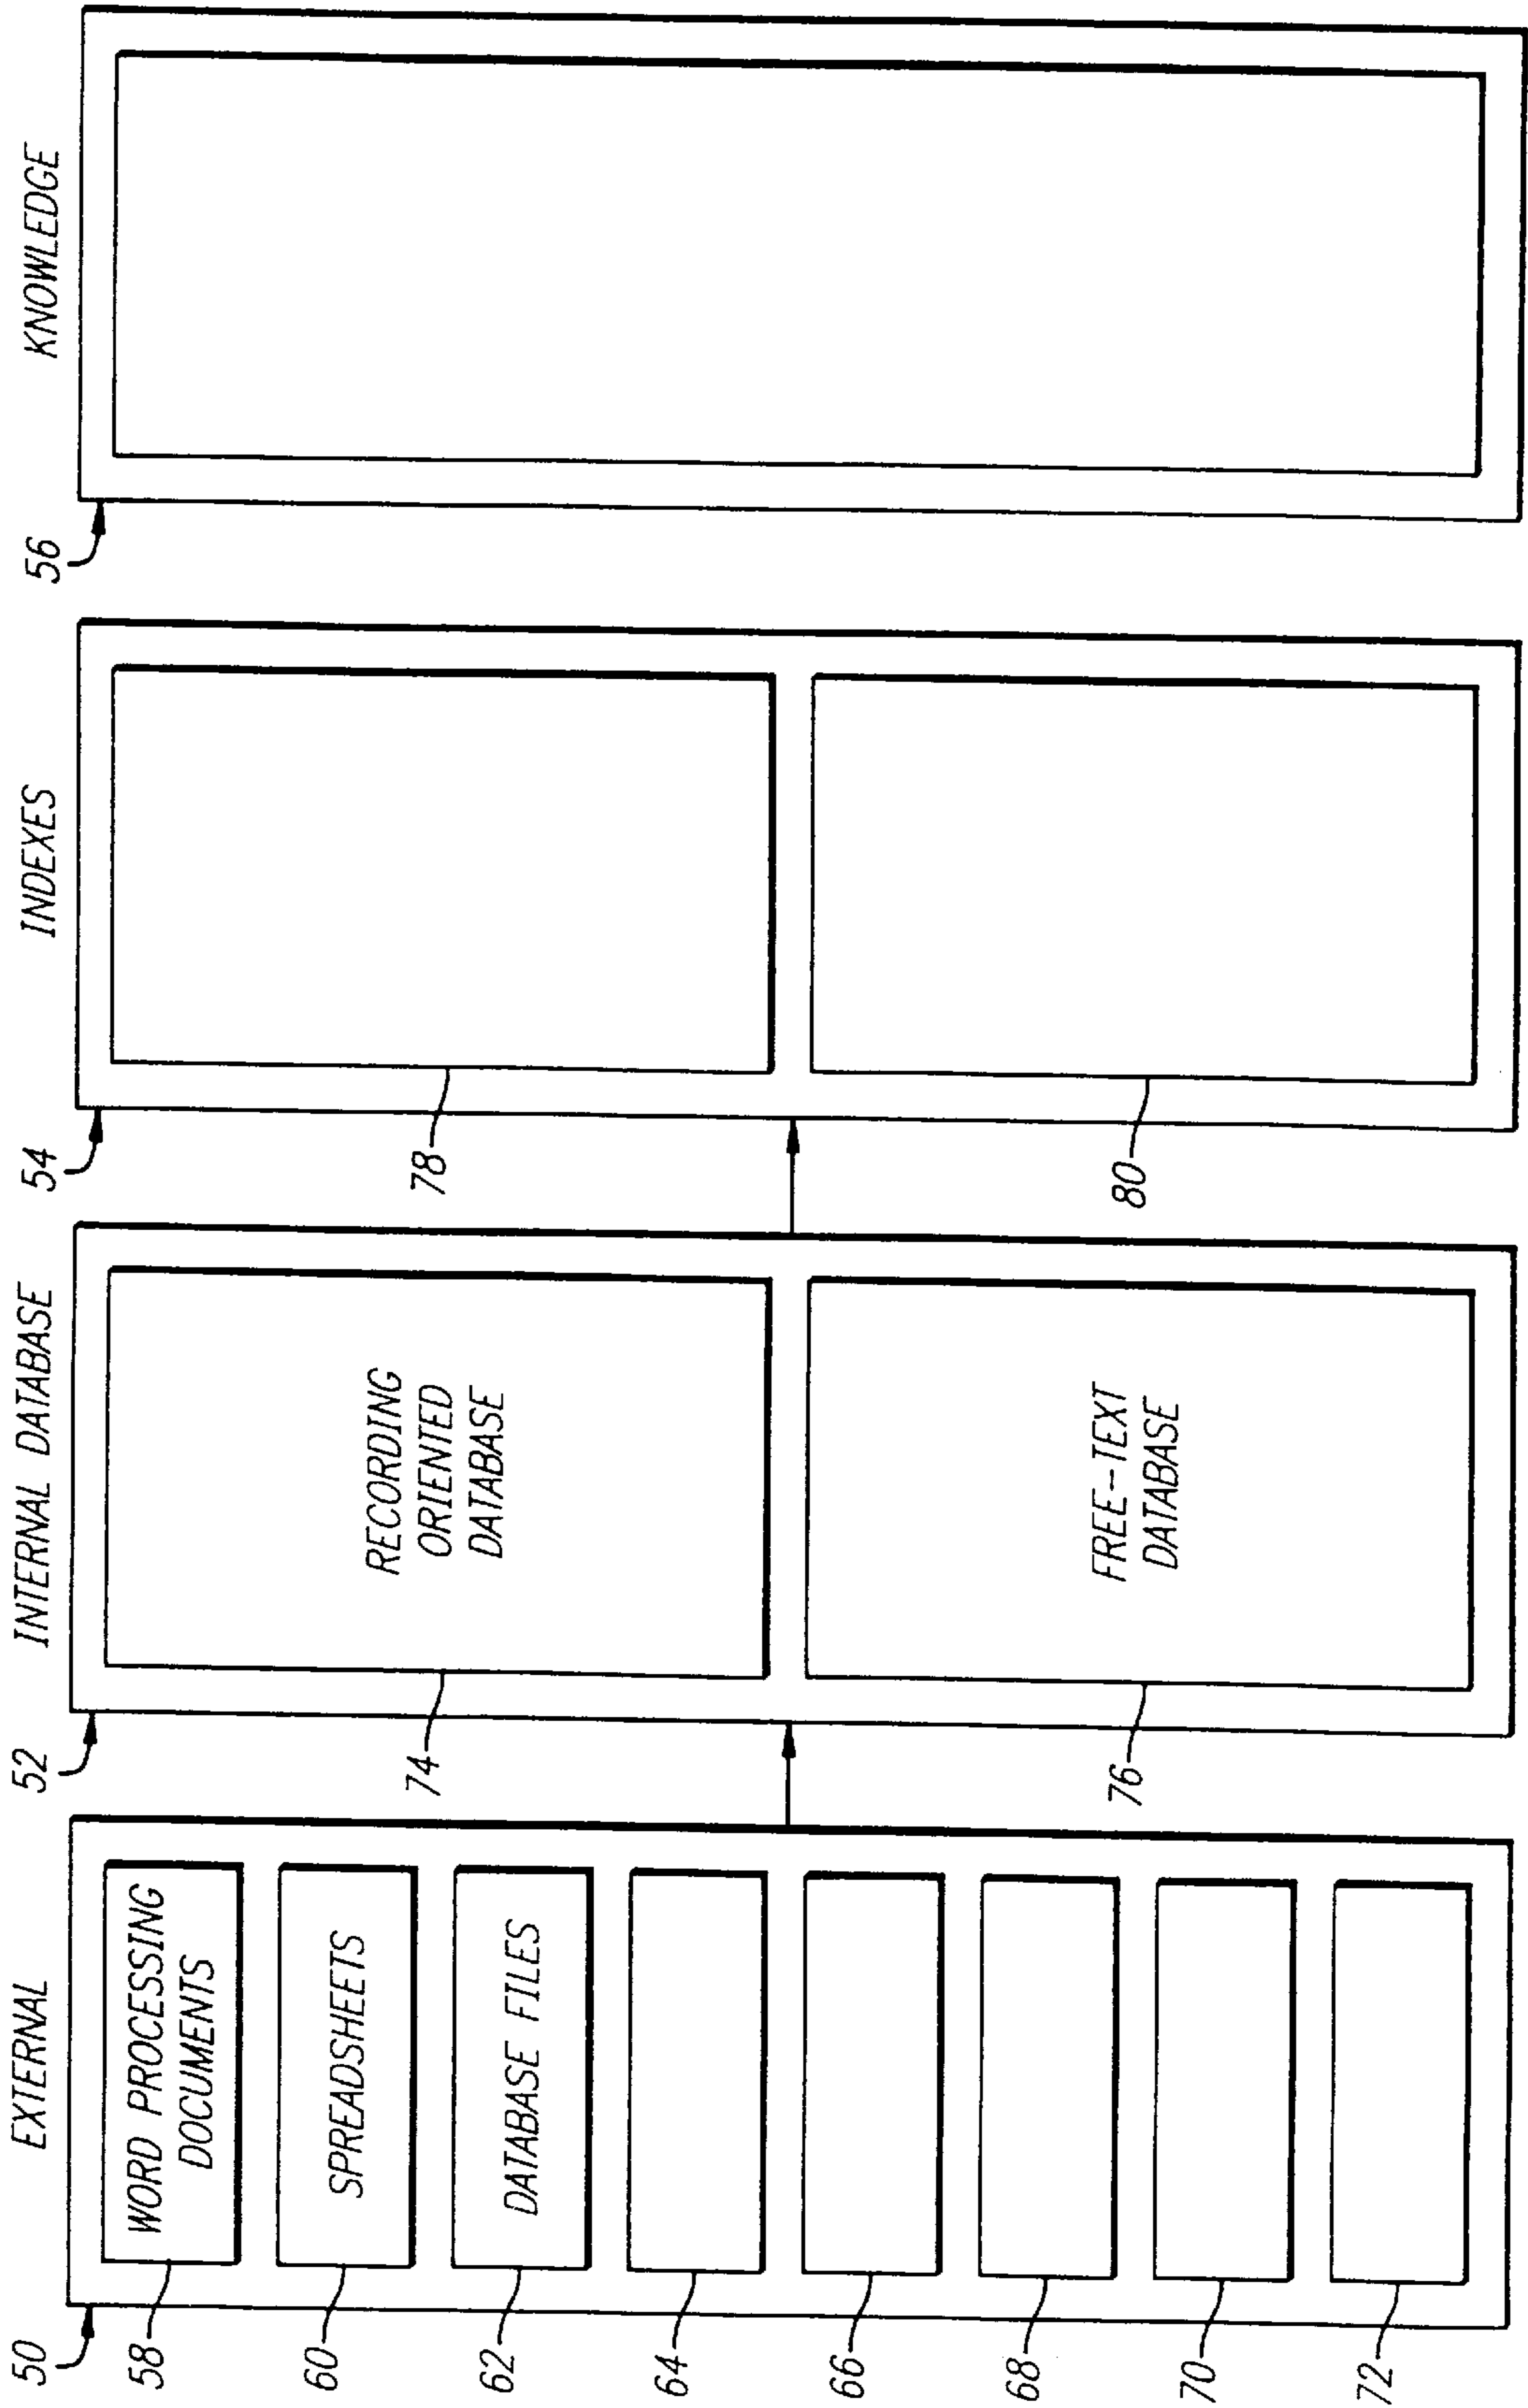 EXTERNAL
50
WORD PROCESSING
DOCUMENTS
58
SPREADSHEETS
60
DATABASE FILES
62
64
66
68
70
72
INTERNAL DATABASE
52
RECORDING
ORIENTED
DATABASE
74
FREE-TEXT
DATABASE
76
INDEXES
54
78
80
KNOWLEDGE
56